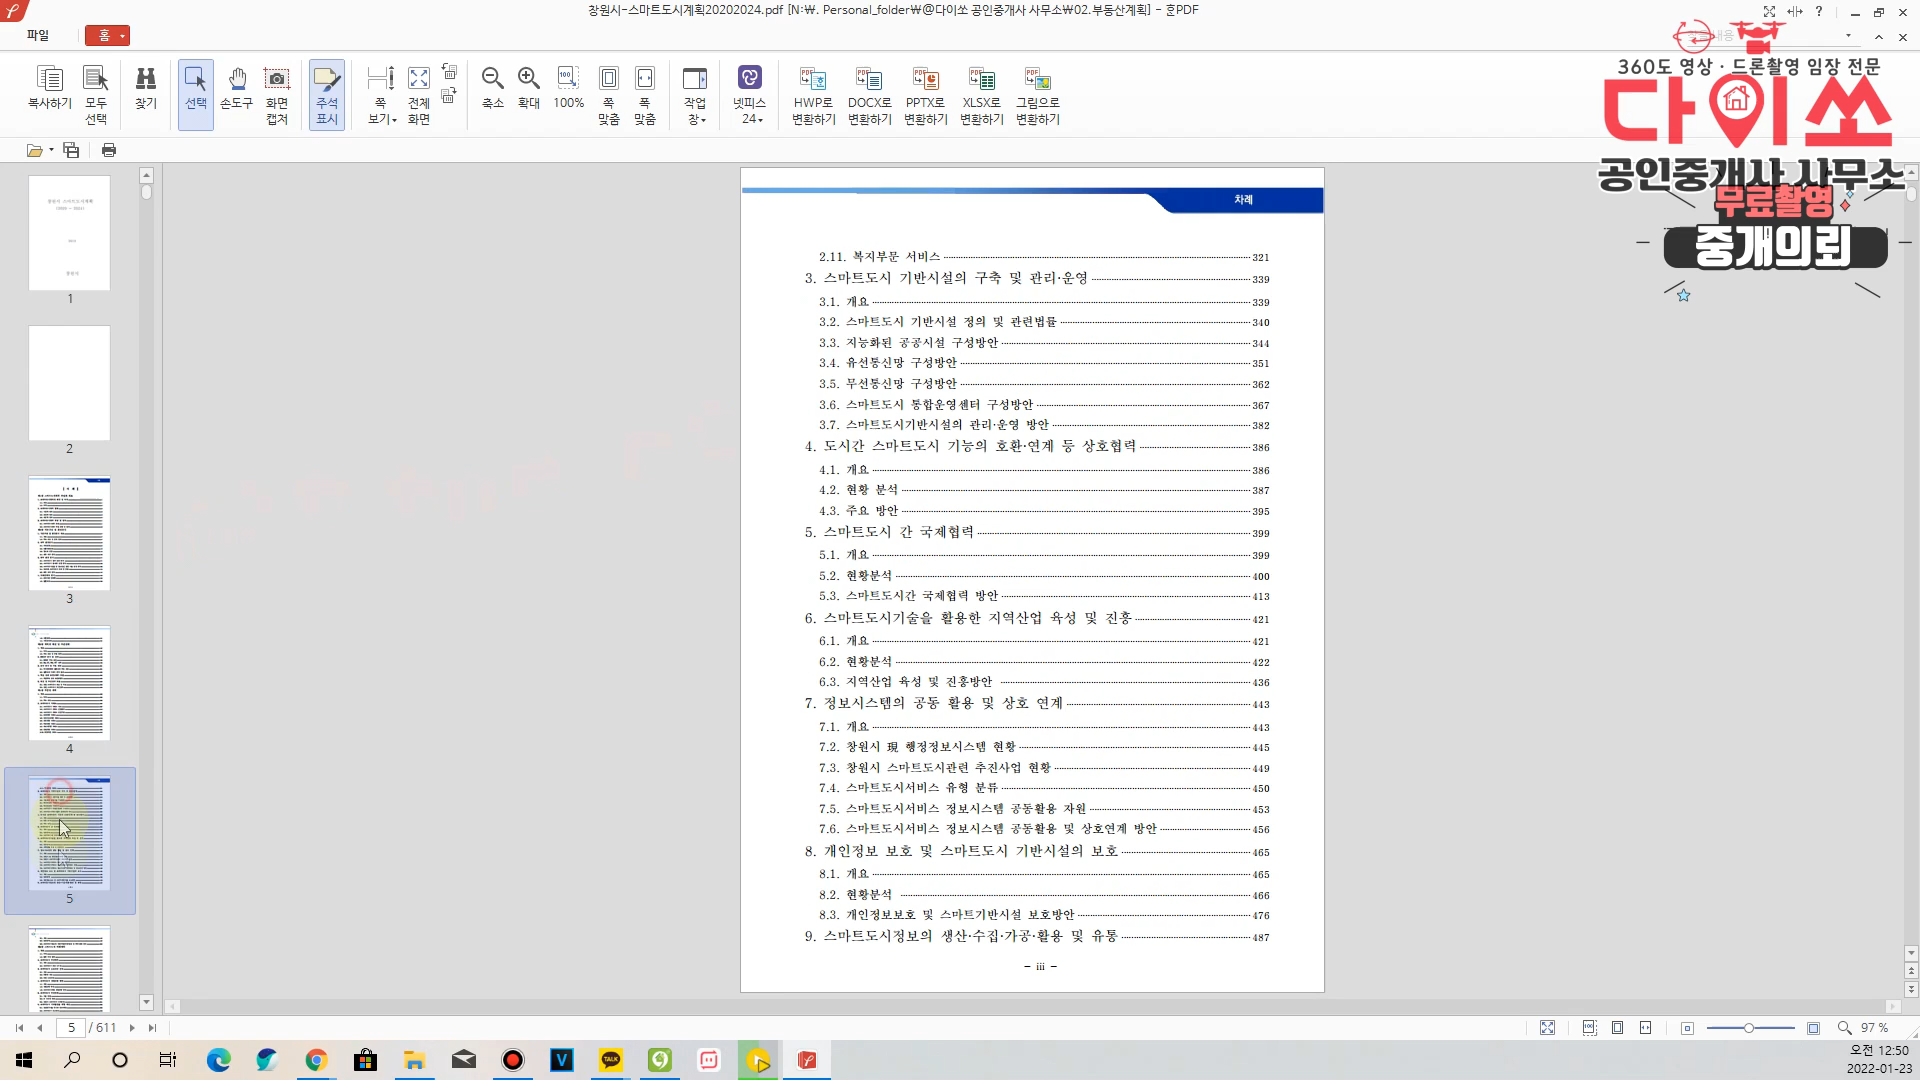 창원시-스마트도시계획20202024.pdf [N:₩. Personal_folder₩@다이쏘 공인중개사 사무소₩02.부동산계획] - 훈PDF
파일
홈
복사하기
모두 선택
찾기
선택
손도구
화면 캡처
주석 표시
쪽 보기
전체 화면
축소
확대
100%
쪽 맞춤
폭 맞춤
작업 창
넷피스 24
HWP로 변환하기
DOCX로 변환하기
PPTX로 변환하기
XLSX로 변환하기
그림으로 변환하기
360도 영상 · 드론촬영 임장 전문
다이쏘
공인중개사 사무소
무료촬영
중개의뢰
1
2
3
4
5
차례
2.11. 복지부문 서비스 321
3. 스마트도시 기반시설의 구축 및 관리·운영 339
3.1. 개요 339
3.2. 스마트도시 기반시설 정의 및 관련법률 340
3.3. 지능화된 공공시설 구성방안 344
3.4. 유선통신망 구성방안 351
3.5. 무선통신망 구성방안 362
3.6. 스마트도시 통합운영센터 구성방안 367
3.7. 스마트도시기반시설의 관리·운영 방안 382
4. 도시간 스마트도시 기능의 호환·연계 등 상호협력 386
4.1. 개요 386
4.2. 현황 분석 387
4.3. 주요 방안 395
5. 스마트도시 간 국제협력 399
5.1. 개요 399
5.2. 현황분석 400
5.3. 스마트도시간 국제협력 방안 413
6. 스마트도시기술을 활용한 지역산업 육성 및 진흥 421
6.1. 개요 421
6.2. 현황분석 422
6.3. 지역산업 육성 및 진흥방안 436
7. 정보시스템의 공동 활용 및 상호 연계 443
7.1. 개요 443
7.2. 창원시 現 행정정보시스템 현황 445
7.3. 창원시 스마트도시관련 추진사업 현황 449
7.4. 스마트도시서비스 유형 분류 450
7.5. 스마트도시서비스 정보시스템 공동활용 자원 453
7.6. 스마트도시서비스 정보시스템 공동활용 및 상호연계 방안 456
8. 개인정보 보호 및 스마트도시 기반시설의 보호 465
8.1. 개요 465
8.2. 현황분석 466
8.3. 개인정보보호 및 스마트기반시설 보호방안 476
9. 스마트도시정보의 생산·수집·가공·활용 및 유통 487
- iii -
5 / 611
97 %
오전 12:50
2022-01-23